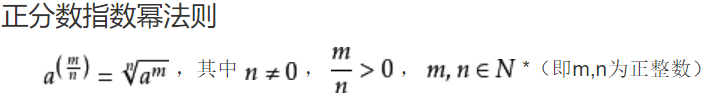 正分数指数幂法则
a^(m/n) = ⁿ√a^m ，其中 n ≠ 0 ， m/n > 0 ， m, n ∈ N *（即m,n为正整数）